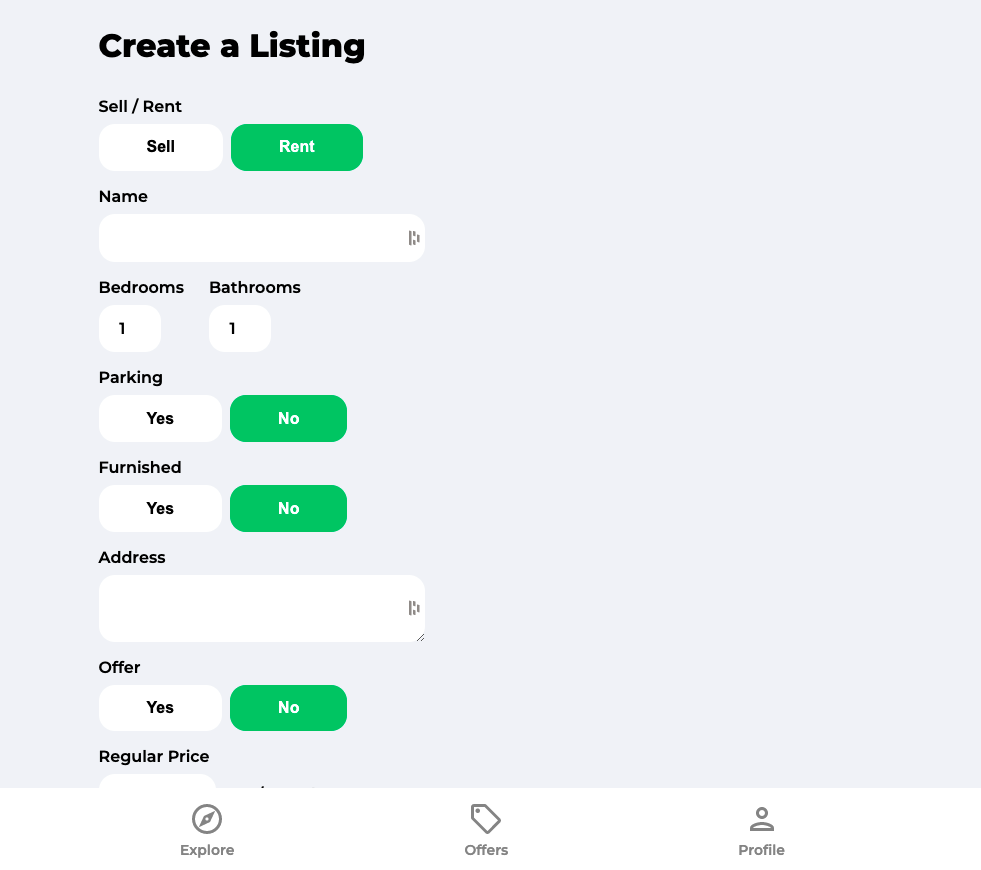 Create a Listing
Sell / Rent
Sell Rent
Name
Bedrooms Bathrooms
1 1
Parking
Yes No
Furnished
Yes No
Address
Offer
Yes No
Regular Price
Explore Offers Profile